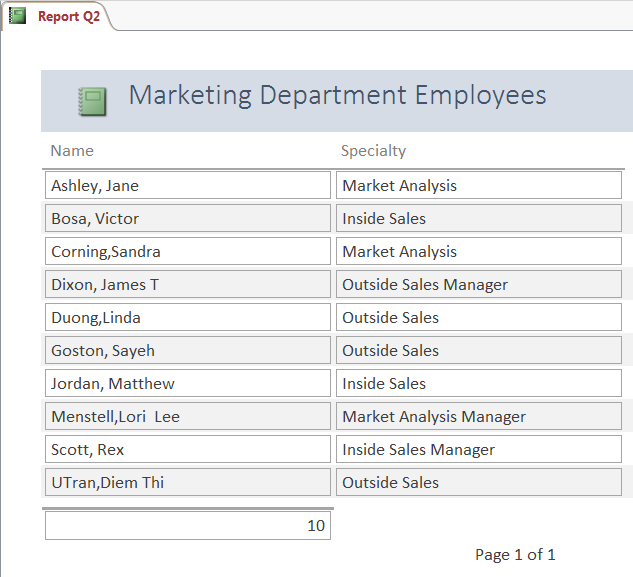 Report Q2
Marketing Department Employees
Name Specialty
Ashley, Jane Market Analysis
Bosa, Victor Inside Sales
Corning,Sandra Market Analysis
Dixon, James T Outside Sales Manager
Duong,Linda Outside Sales
Goston, Sayeh Outside Sales
Jordan, Matthew Inside Sales
Menstell,Lori  Lee Market Analysis Manager
Scott, Rex Inside Sales Manager
UTran,Diem Thi Outside Sales
10
Page 1 of 1